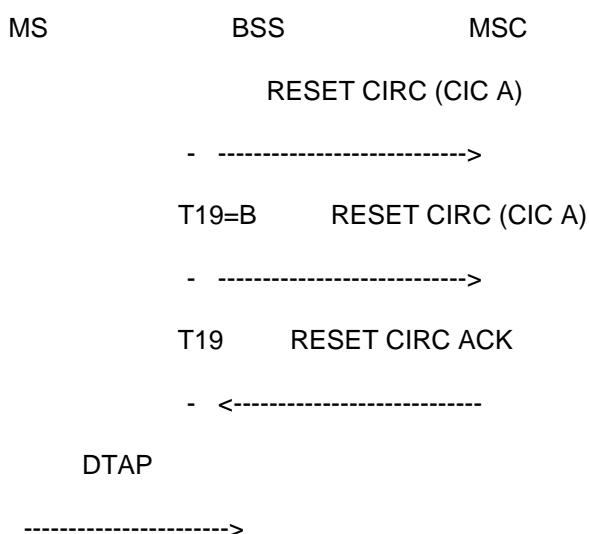 MS BSS MSC
RESET CIRC (CIC A)
- ---------------------------->
T19=B RESET CIRC (CIC A)
- ---------------------------->
T19 RESET CIRC ACK
- <----------------------------
DTAP
----------------------->